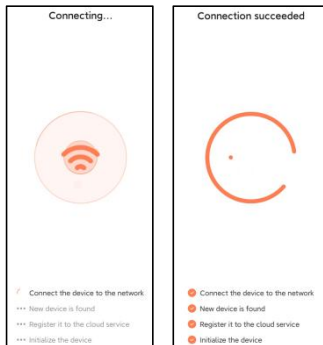 Connecting...
Connect the device to the network
New device is found
Register it to the cloud service
Initialize the device
Connection succeeded
Connect the device to the network
New device is found
Register it to the cloud service
Initialize the device